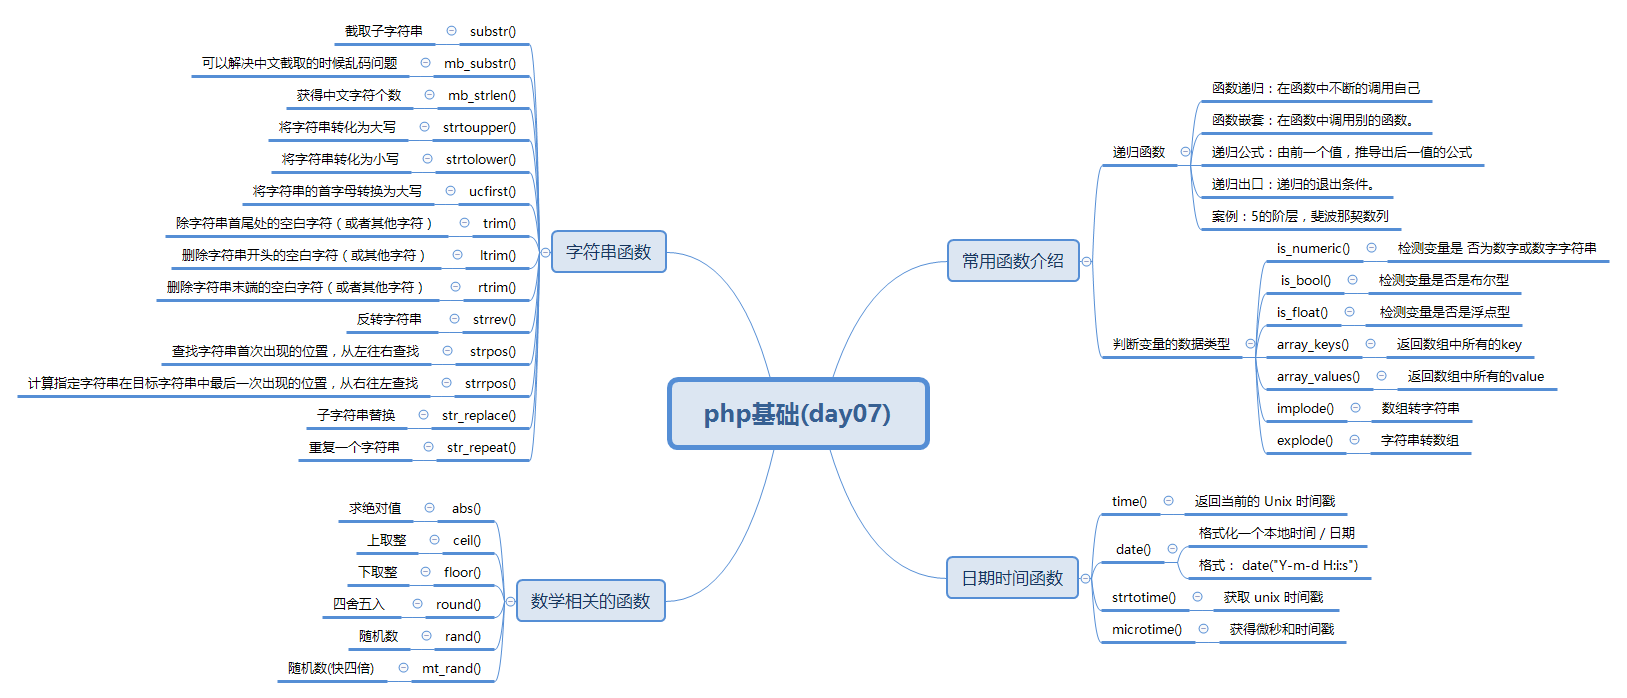 php基础(day07)
常用函数介绍
递归函数
函数递归：在函数中不断的调用自己
函数嵌套：在函数中调用别的函数。
递归公式：由前一个值，推导出后一值的公式
递归出口：递归的退出条件。
案例：5的阶层，斐波那契数列
判断变量的数据类型
is_numeric()
检测变量是 否为数字或数字字符串
is_bool()
检测变量是否是布尔型
is_float()
检测变量是否是浮点型
array_keys()
返回数组中所有的key
array_values()
返回数组中所有的value
implode()
数组转字符串
explode()
字符串转数组
日期时间函数
time()
返回当前的 Unix 时间戳
date()
格式化一个本地时间／日期
格式： date("Y-m-d H:i:s")
strtotime()
获取 unix 时间戳
microtime()
获得微秒和时间戳
字符串函数
substr()
截取子字符串
mb_substr()
可以解决中文截取的时候乱码问题
mb_strlen()
获得中文字符个数
strtoupper()
将字符串转化为大写
strtolower()
将字符串转化为小写
ucfirst()
将字符串的首字母转换为大写
trim()
除字符串首尾处的空白字符（或者其他字符）
ltrim()
删除字符串开头的空白字符（或其他字符）
rtrim()
删除字符串末端的空白字符（或者其他字符）
strrev()
反转字符串
strpos()
查找字符串首次出现的位置，从左往右查找
strrpos()
计算指定字符串在目标字符串中最后一次出现的位置，从右往左查找
str_replace()
子字符串替换
str_repeat()
重复一个字符串
数学相关的函数
abs()
求绝对值
ceil()
上取整
floor()
下取整
round()
四舍五入
rand()
随机数
mt_rand()
随机数(快四倍)